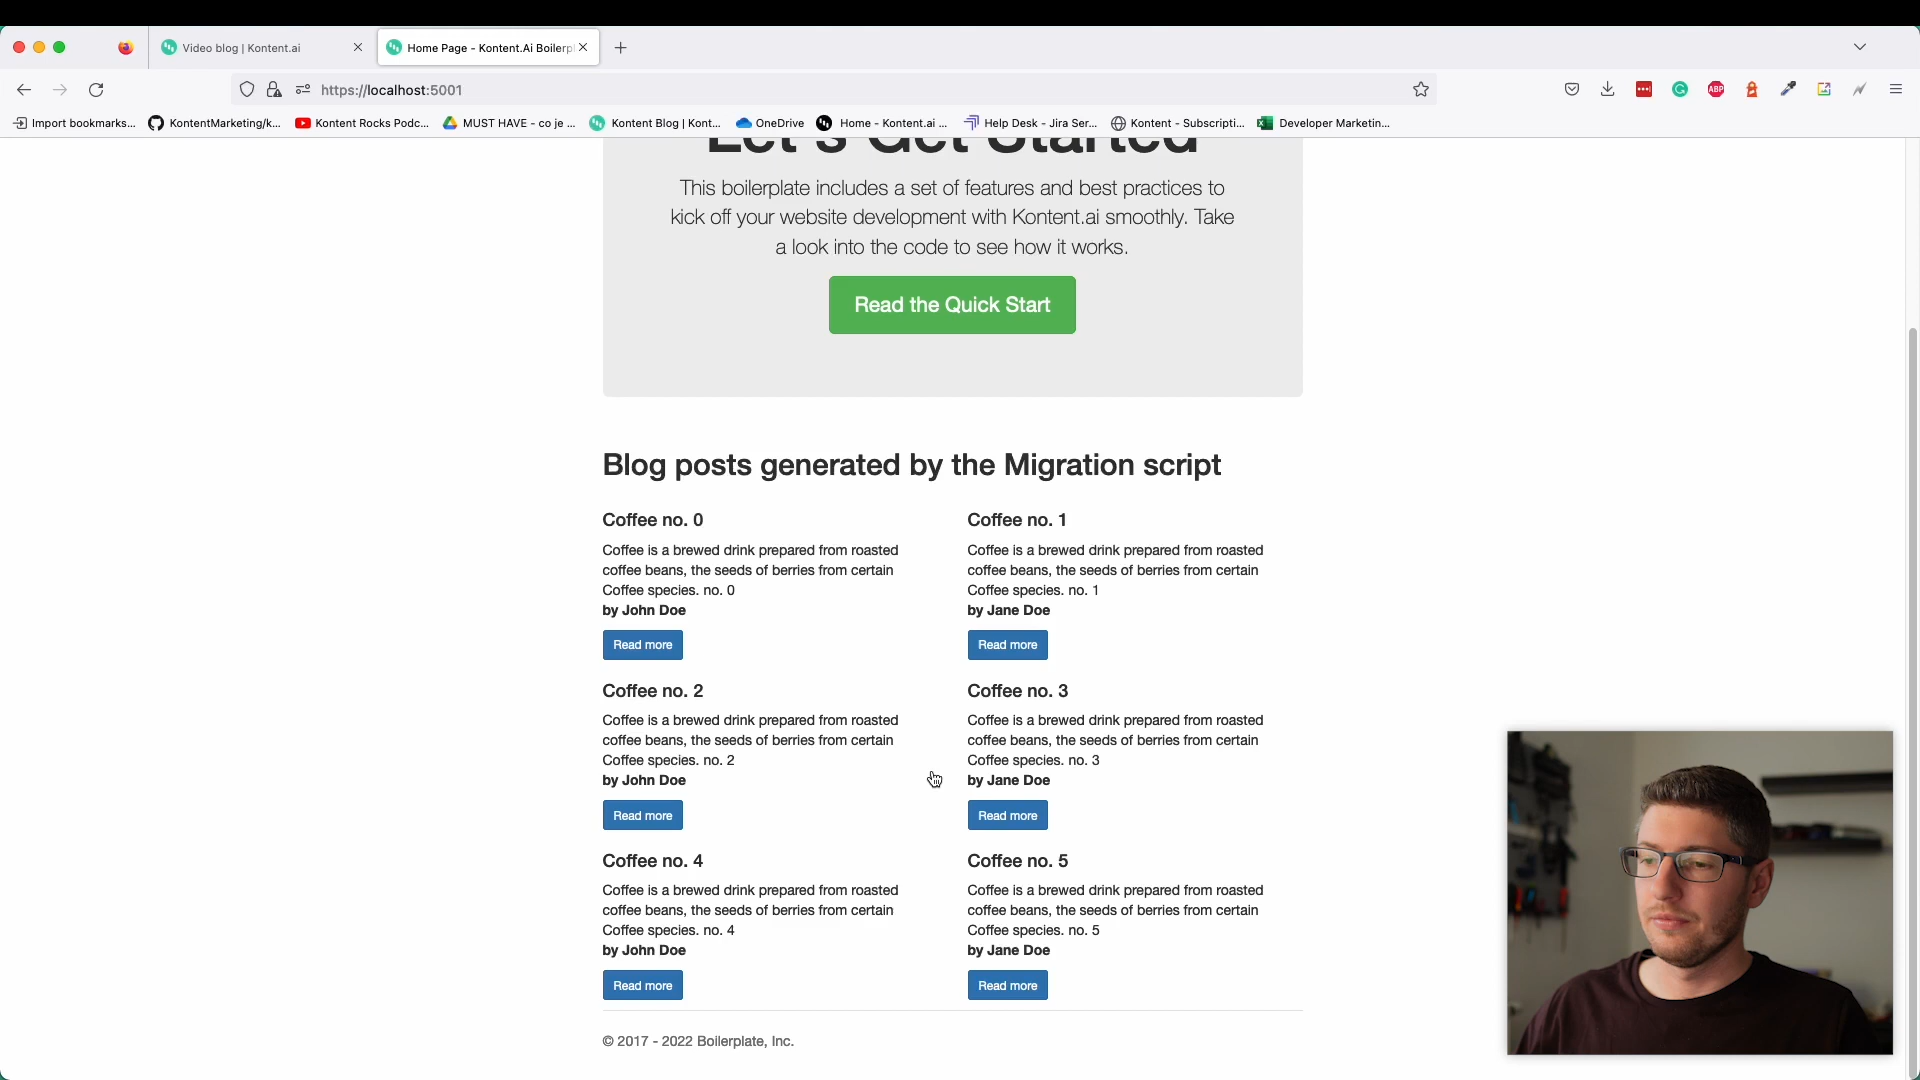 Video blog | Kontent.ai
Home Page - Kontent.Ai Boilerpl
https://localhost:5001
ABP
Import bookmarks...
KontentMarketing/k...
Kontent Rocks Podc...
MUST HAVE - co je ...
Kontent Blog | Kont...
OneDrive
Home - Kontent.ai ...
Help Desk - Jira Ser...
Kontent - Subscripti...
Developer Marketin...
Let's Get Started
This boilerplate includes a set of features and best practices to
kick off your website development with Kontent.ai smoothly. Take
a look into the code to see how it works.
Read the Quick Start
Blog posts generated by the Migration script
Coffee no. 0
Coffee is a brewed drink prepared from roasted
coffee beans, the seeds of berries from certain
Coffee species. no. 0
by John Doe
Read more
Coffee no. 1
Coffee is a brewed drink prepared from roasted
coffee beans, the seeds of berries from certain
Coffee species. no. 1
by Jane Doe
Read more
Coffee no. 2
Coffee is a brewed drink prepared from roasted
coffee beans, the seeds of berries from certain
Coffee species. no. 2
by John Doe
Read more
Coffee no. 3
Coffee is a brewed drink prepared from roasted
coffee beans, the seeds of berries from certain
Coffee species. no. 3
by Jane Doe
Read more
Coffee no. 4
Coffee is a brewed drink prepared from roasted
coffee beans, the seeds of berries from certain
Coffee species. no. 4
by John Doe
Read more
Coffee no. 5
Coffee is a brewed drink prepared from roasted
coffee beans, the seeds of berries from certain
Coffee species. no. 5
by Jane Doe
Read more
© 2017 - 2022 Boilerplate, Inc.